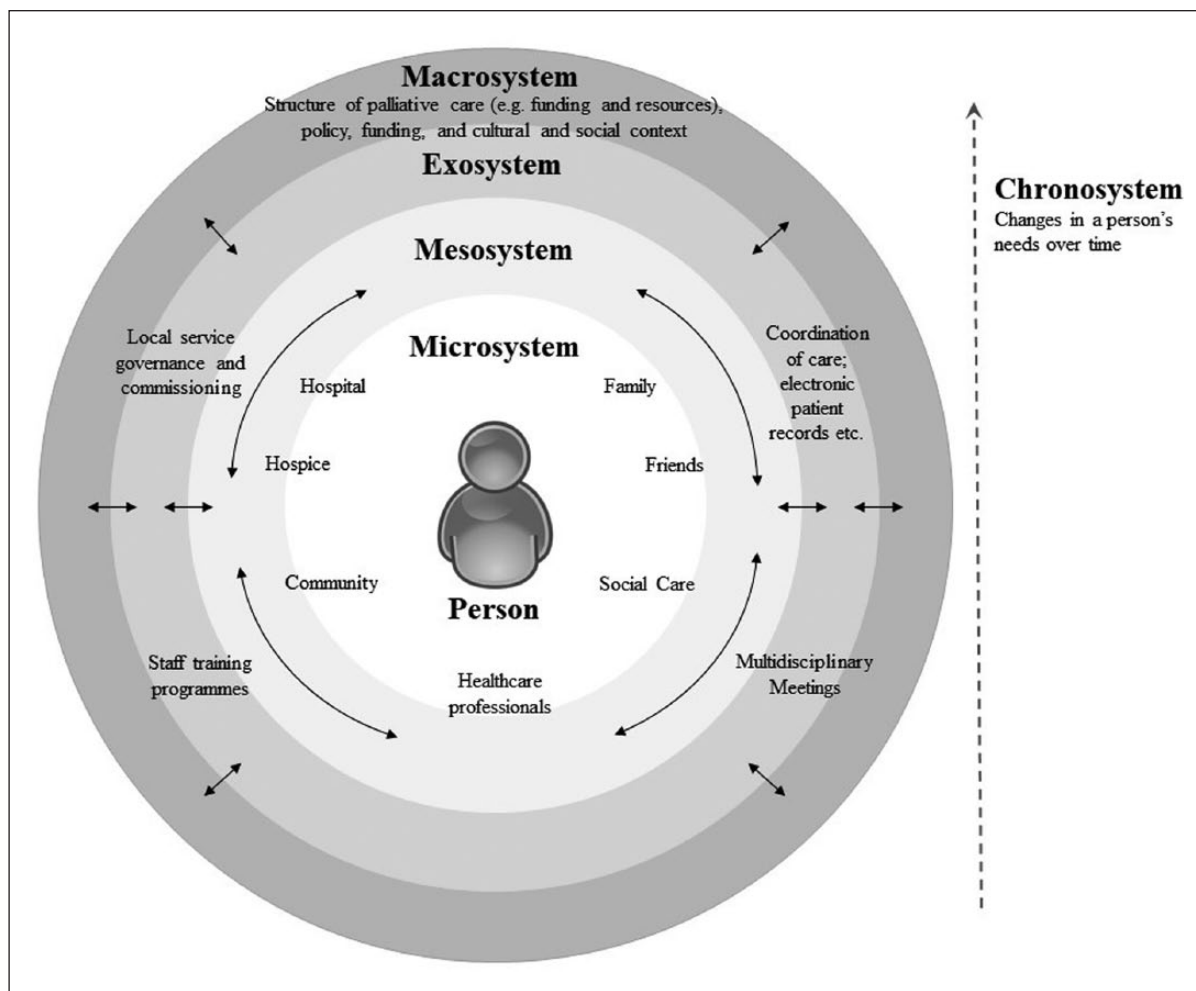 Macrosystem
Structure of palliative care (e.g. funding and resources),
policy, funding, and cultural and social context
Exosystem
Mesosystem
Microsystem
Chronosystem
Changes in a person's
needs over time
Local service
governance and
commissioning
Hospital
Hospice
Community
Staff training
programmes
Family
Friends
Social Care
Coordination
of care;
electronic
patient
records etc.
Multidisciplinary
Meetings
Person
Healthcare
professionals